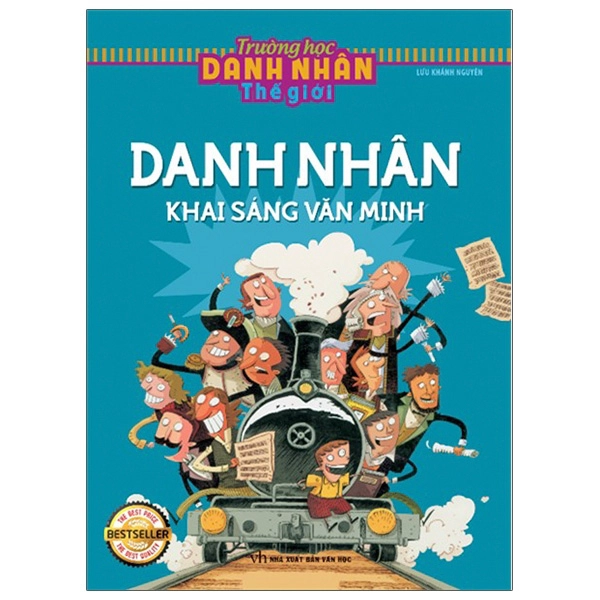 Trường học
DANH NHÂN
Thế giới
LƯU KHÁNH NGUYÊN
DANH NHÂN
KHAI SÁNG VĂN MINH
THE BEST PRICE
BESTSELLER
THE BEST QUALITY
vh NHÀ XUẤT BẢN VĂN HỌC